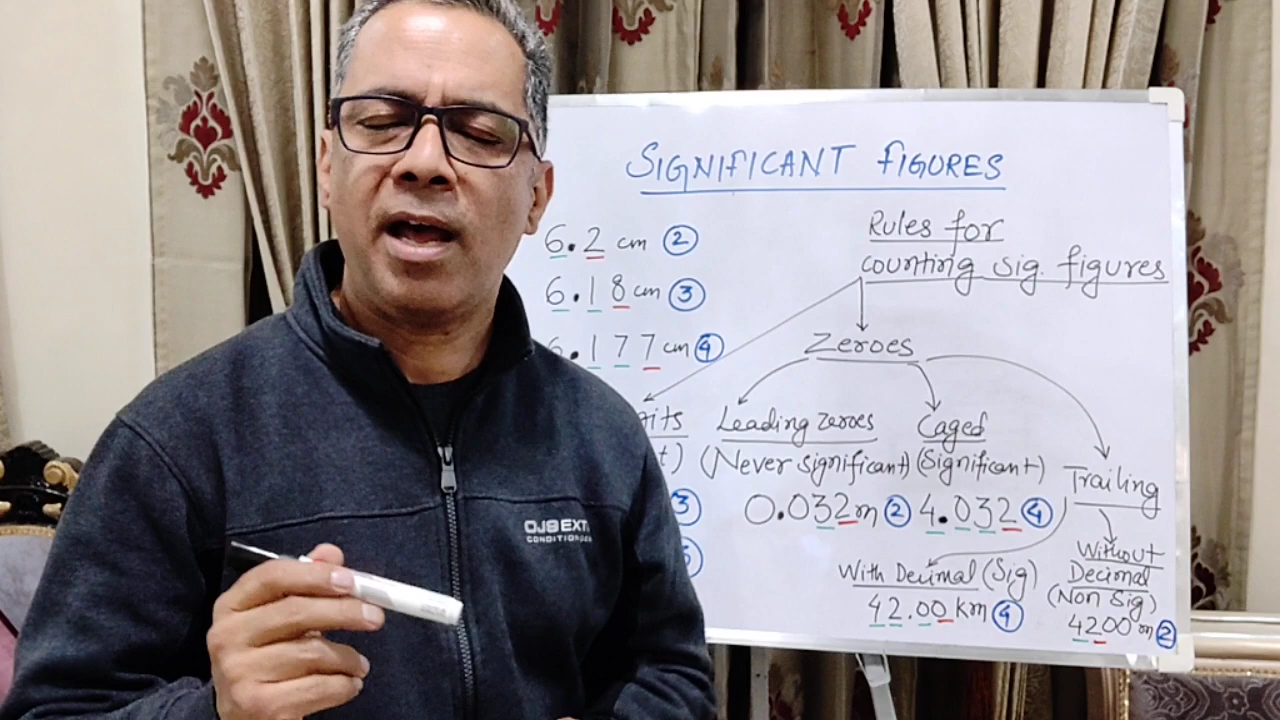 SIGNIFICANT FIGURES
6.2 cm ②
6.18 cm ③
6.177 cm ④
Rules for
counting sig. figures
Zeroes
Leading zeroes
(Never significant)
0.032m ②
Caged
(Significant)
4.032 ④
Trailing
With Decimal (Sig)
42.00 km ④
Without
Decimal
(Non Sig)
4200 m ②
③
OJ8 EXT